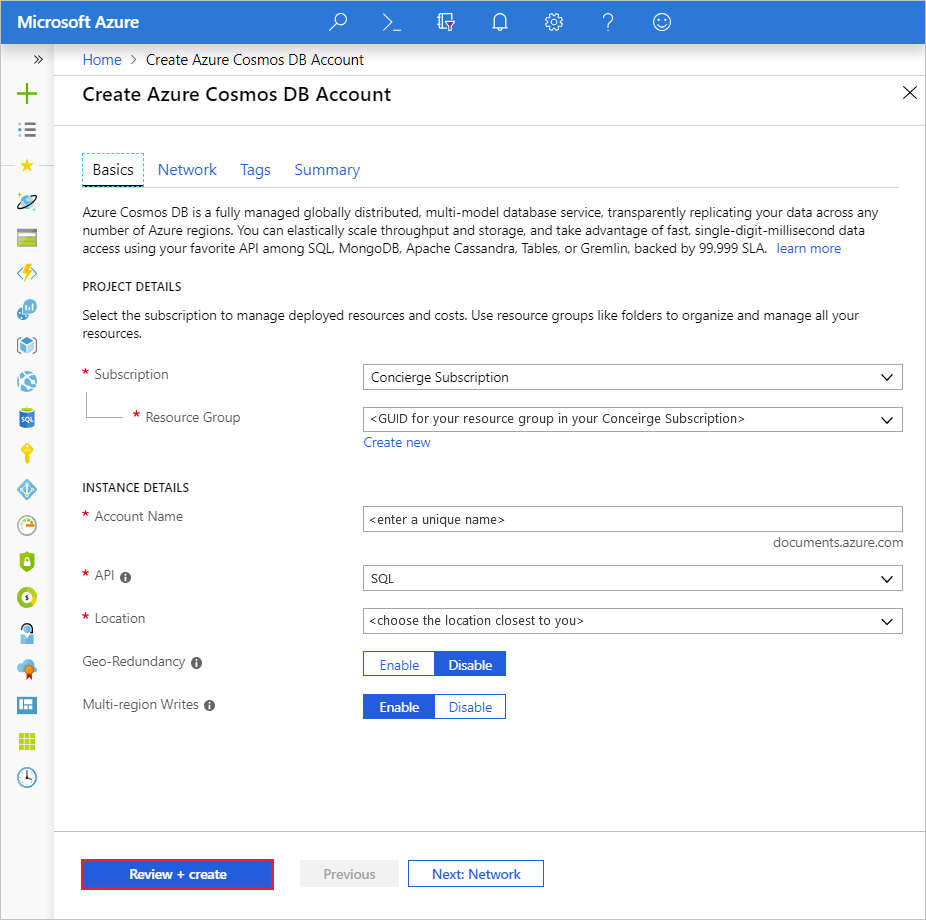 Microsoft Azure
Home > Create Azure Cosmos DB Account
Create Azure Cosmos DB Account
Basics Network Tags Summary
Azure Cosmos DB is a fully managed globally distributed, multi-model database service, transparently replicating your data across any
number of Azure regions. You can elastically scale throughput and storage, and take advantage of fast, single-digit-millisecond data
access using your favorite API among SQL, MongoDB, Apache Cassandra, Tables, or Gremlin, backed by 99.999 SLA. learn more
PROJECT DETAILS
Select the subscription to manage deployed resources and costs. Use resource groups like folders to organize and manage all your
resources.
* Subscription Concierge Subscription
* Resource Group <GUID for your resource group in your Conceirge Subscription>
Create new
INSTANCE DETAILS
* Account Name <enter a unique name>
documents.azure.com
* API SQL
* Location <choose the location closest to you>
Geo-Redundancy Enable Disable
Multi-region Writes Enable Disable
SQL
Review + create Previous Next: Network